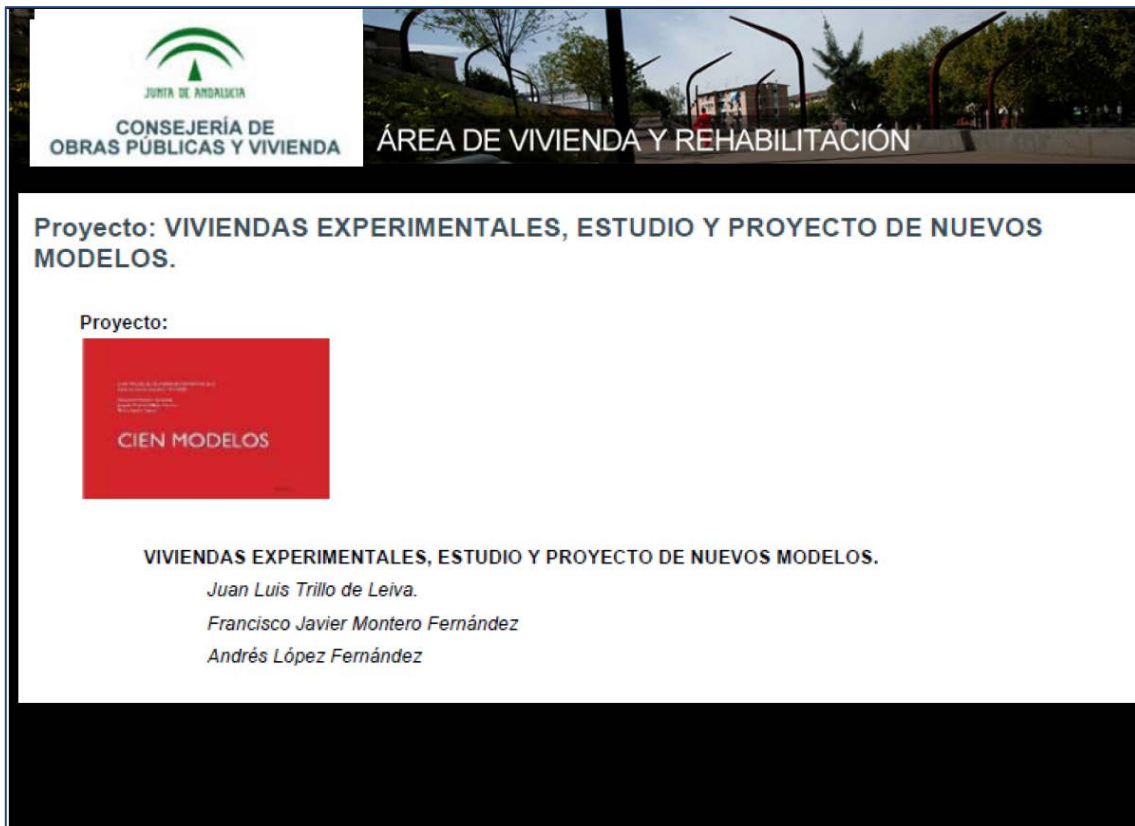 JUNTA DE ANDALUCIA
CONSEJERÍA DE
OBRAS PÚBLICAS Y VIVIENDA
ÁREA DE VIVIENDA Y REHABILITACIÓN
Proyecto: VIVIENDAS EXPERIMENTALES, ESTUDIO Y PROYECTO DE NUEVOS
MODELOS.
Proyecto:
CIEN MODELOS
VIVIENDAS EXPERIMENTALES, ESTUDIO Y PROYECTO DE NUEVOS MODELOS.
Juan Luis Trillo de Leiva.
Francisco Javier Montero Fernández
Andrés López Fernández